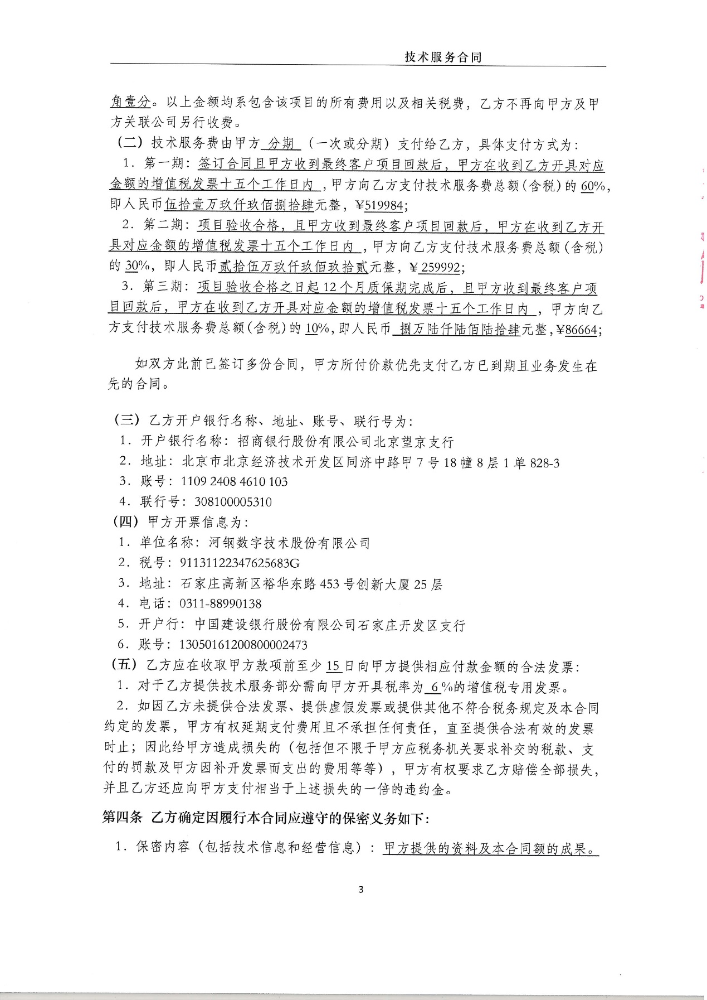 技术服务合同
角壹分。以上金额均系包含该项目的所有费用以及相关税费，乙方不再向甲方及甲
方关联公司另行收费。
（二）技术服务费由甲方 分期 （一次或分期）支付给乙方，具体支付方式为：
1．第一期：签订合同且甲方收到最终客户项目回款后，甲方在收到乙方开具对应
金额的增值税发票十五个工作日内 ,甲方向乙方支付技术服务费总额(含税)的 60%,
即人民币伍拾壹万玖仟玖佰捌拾肆元整，¥519984;
2．第二期：项目验收合格，且甲方收到最终客户项目回款后，甲方在收到乙方开
具对应金额的增值税发票十五个工作日内 ,甲方向乙方支付技术服务费总额(含税)
的 30%，即人民币贰拾伍万玖仟玖佰玖拾贰元整，¥ 259992;
3．第三期：项目验收合格之日起 12 个月质保期完成后，且甲方收到最终客户项
目回款后，甲方在收到乙方开具对应金额的增值税发票十五个工作日内 ，甲方向乙
方支付技术服务费总额(含税)的 10%,即人民币 捌万陆仟陆佰陆拾肆元整,¥86664;
如双方此前已签订多份合同，甲方所付价款优先支付乙方已到期且业务发生在
先的合同。
（三）乙方开户银行名称、地址、账号、联行号为：
1．开户银行名称：招商银行股份有限公司北京望京支行
2．地址：北京市北京经济技术开发区同济中路甲 7 号 18 幢 8 层 1 单 828-3
3．账号：1109 2408 4610 103
4．联行号：308100005310
（四）甲方开票信息为：
1．单位名称：河钢数字技术股份有限公司
2．税号：91131122347625683G
3．地址：石家庄高新区裕华东路 453 号创新大厦 25 层
4．电话：0311-88990138
5．开户行：中国建设银行股份有限公司石家庄开发区支行
6．账号：13050161200800002473
（五）乙方应在收取甲方款项前至少 15 日向甲方提供相应付款金额的合法发票：
1．对于乙方提供技术服务部分需向甲方开具税率为 6 %的增值税专用发票。
2．如因乙方未提供合法发票、提供虚假发票或提供其他不符合税务规定及本合同
约定的发票，甲方有权延期支付费用且不承担任何责任，直至提供合法有效的发票
时止；因此给甲方造成损失的（包括但不限于甲方应税务机关要求补交的税款、支
付的罚款及甲方因补开发票而支出的费用等等），甲方有权要求乙方赔偿全部损失，
并且乙方还应向甲方支付相当于上述损失的一倍的违约金。
第四条 乙方确定因履行本合同应遵守的保密义务如下：
1．保密内容（包括技术信息和经营信息）：甲方提供的资料及本合同额的成果。
3